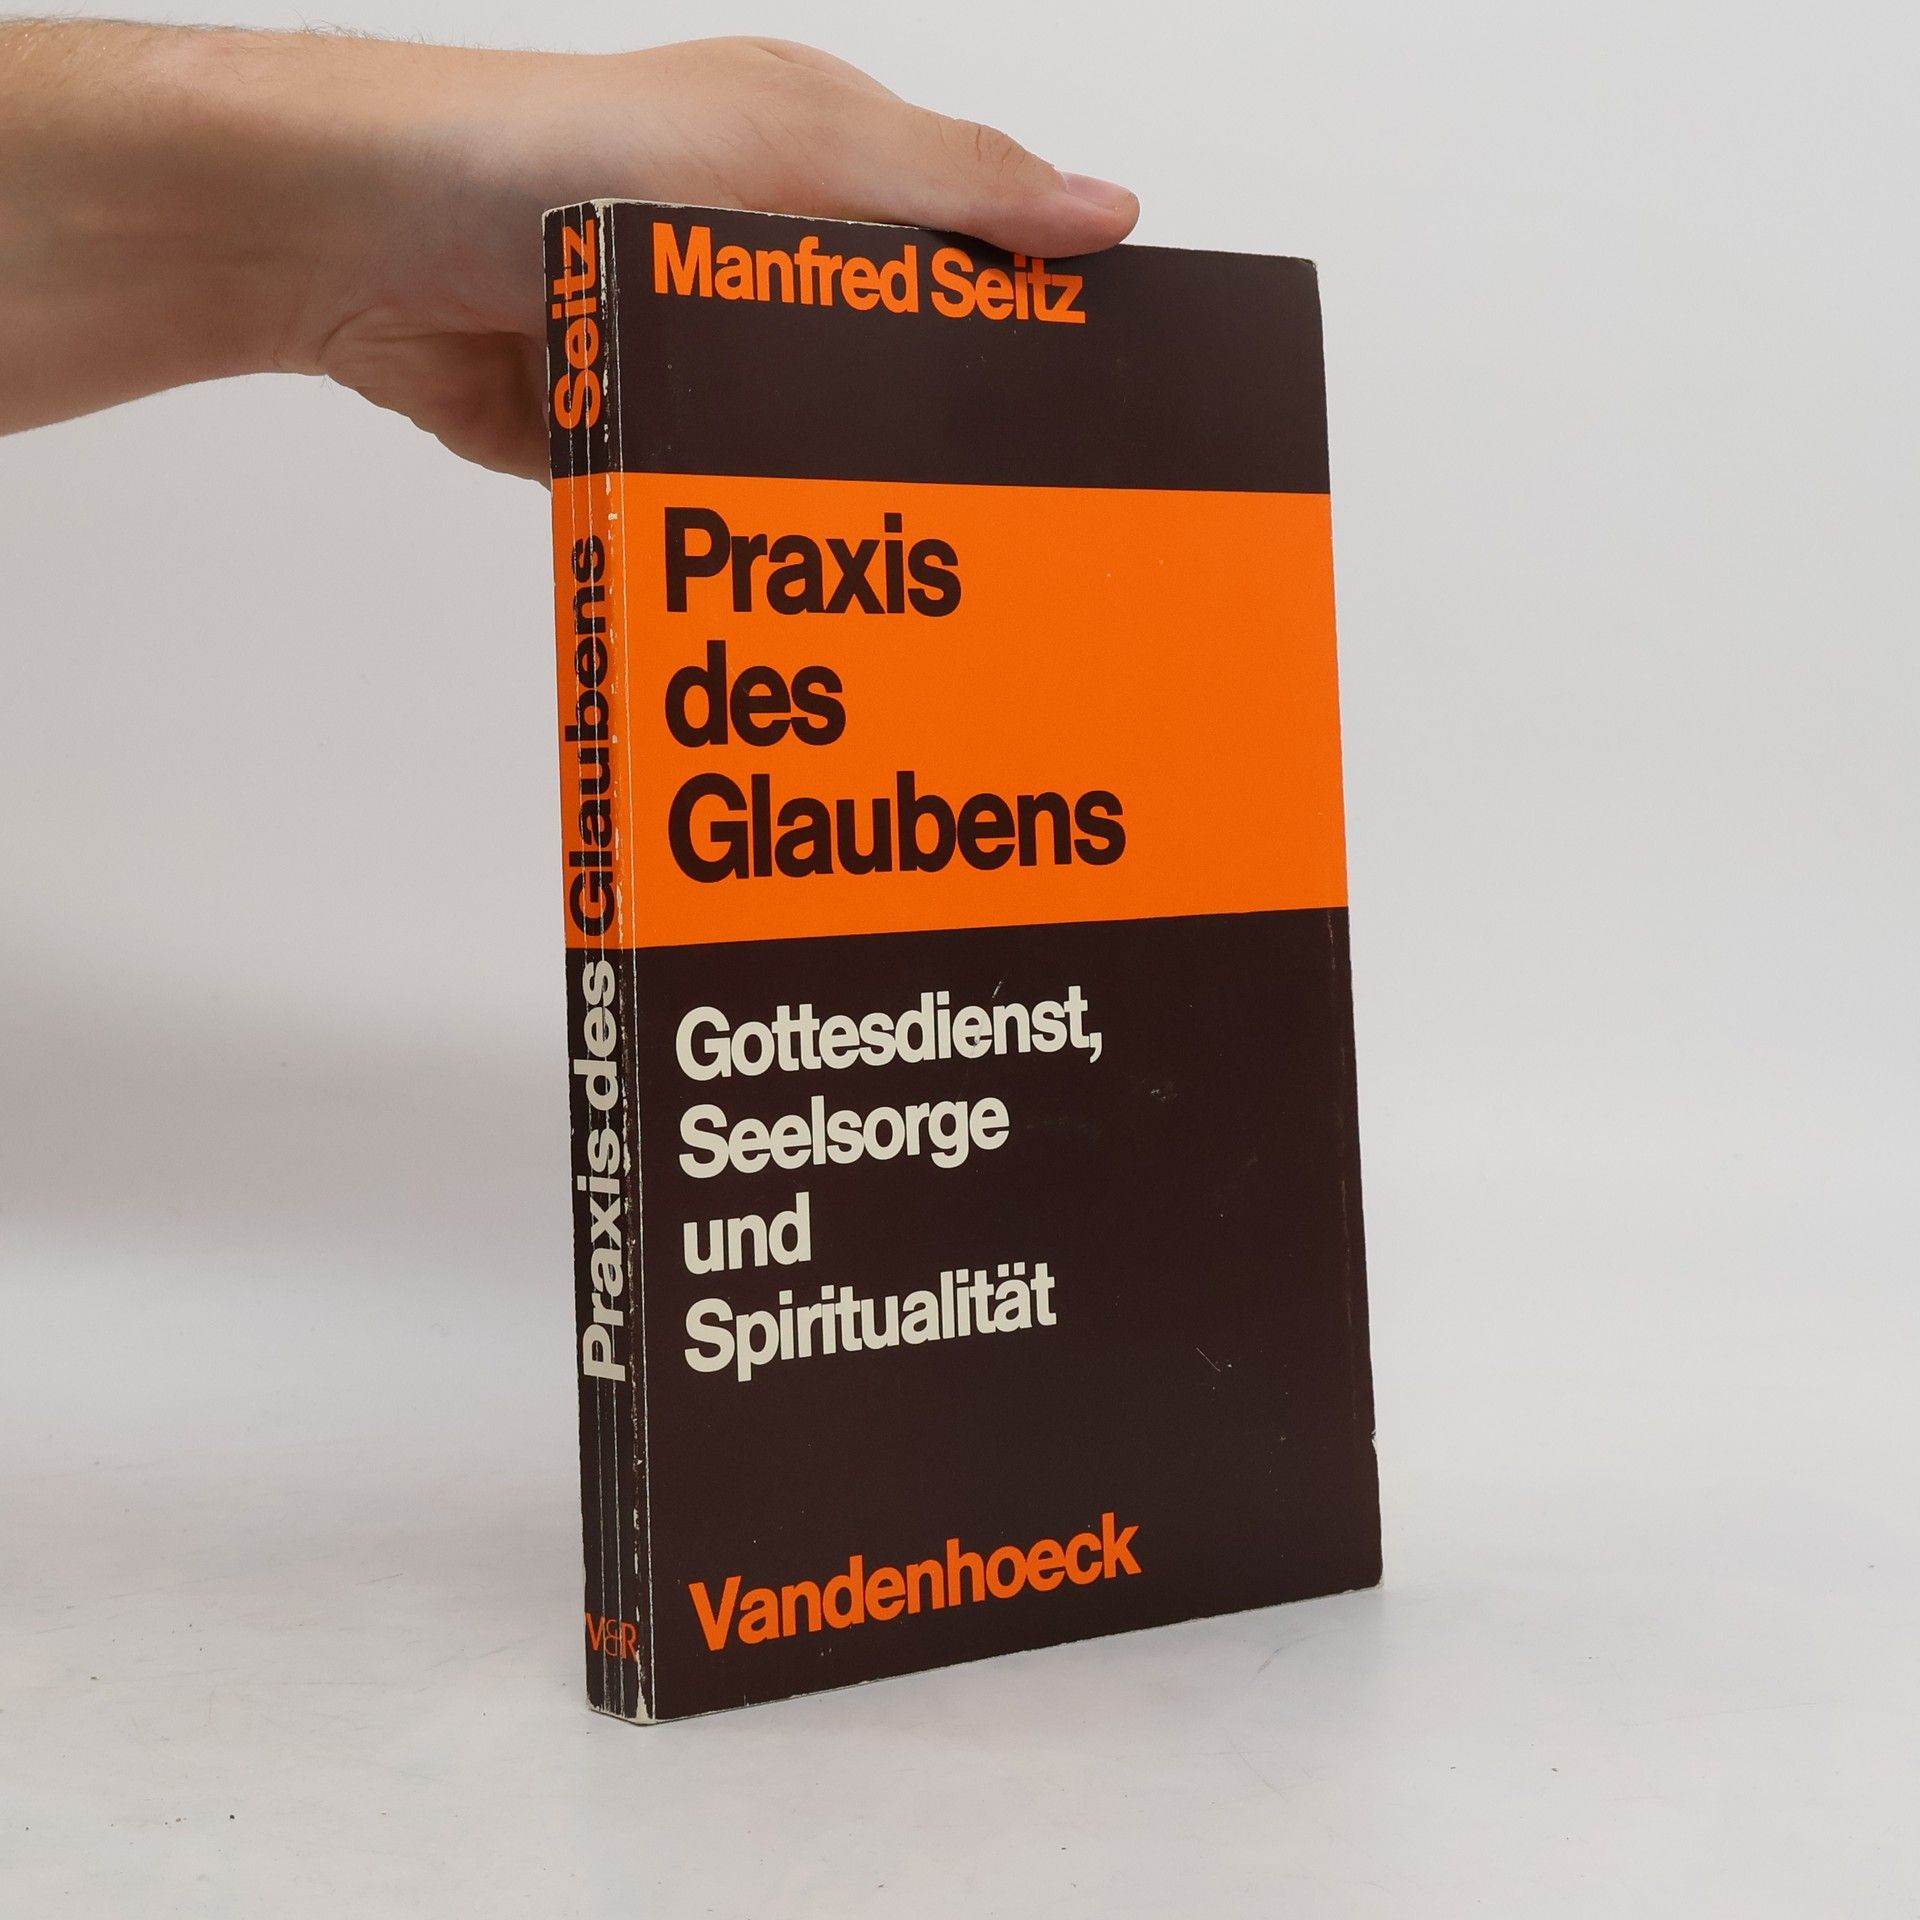 Manfred Seitz
Praxis
des
Glaubens
Gottesdienst,
Seelsorge
und
Spiritualität
Vandenhoeck
Praxis des Glaubens Seitz
V&R